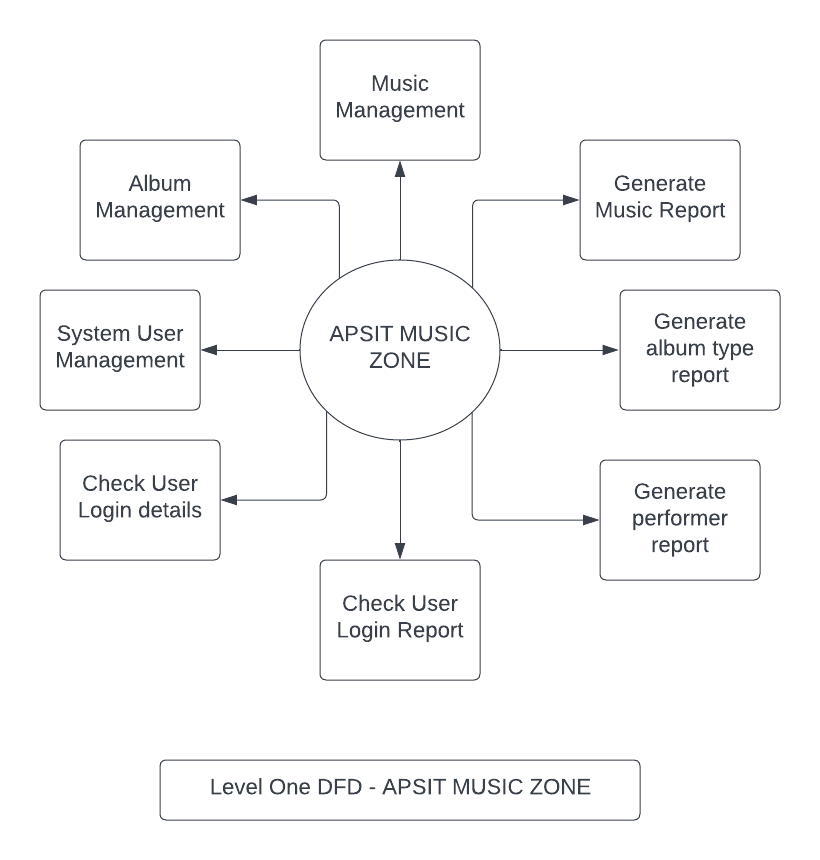 Music
Management
Album
Management
Generate
Music Report
System User
Management
APSIT MUSIC
ZONE
Generate
album type
report
Check User
Login details
Generate
performer
report
Check User
Login Report
Level One DFD - APSIT MUSIC ZONE